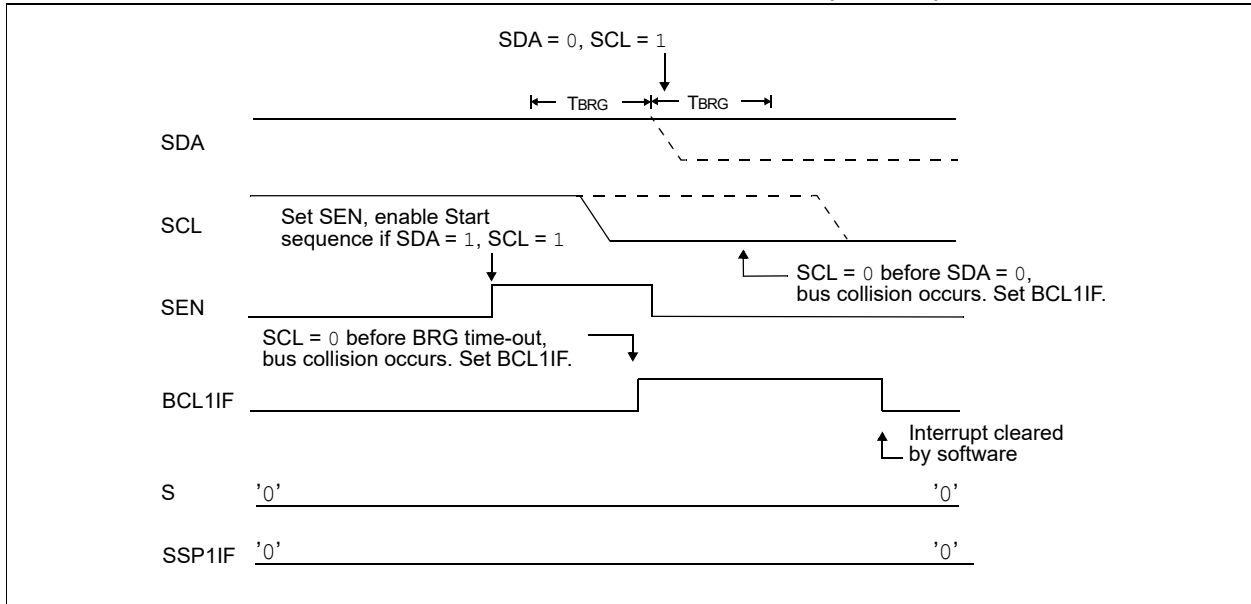 SDA = 0, SCL = 1
TBRG TBRG
SDA
SCL
Set SEN, enable Start
sequence if SDA = 1, SCL = 1
SCL = 0 before SDA = 0,
bus collision occurs. Set BCL1IF.
SEN
SCL = 0 before BRG time-out,
bus collision occurs. Set BCL1IF.
BCL1IF
Interrupt cleared
by software
S '0' '0'
SSP1IF '0' '0'